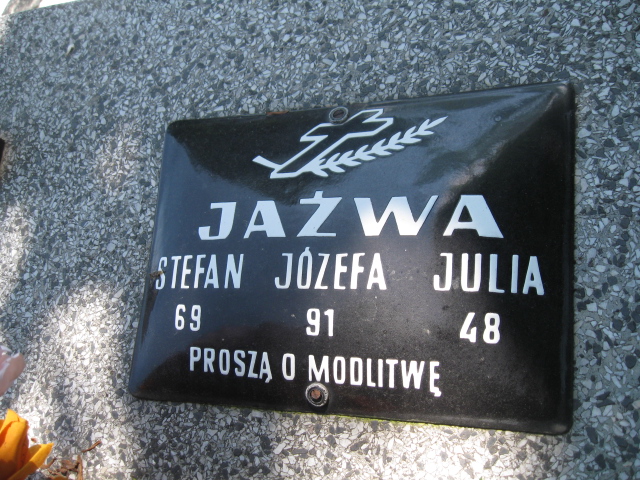 JAŻWA
STEFAN JÓZEFA JULIA
69 91 48
PROSZĄ O MODLITWĘ